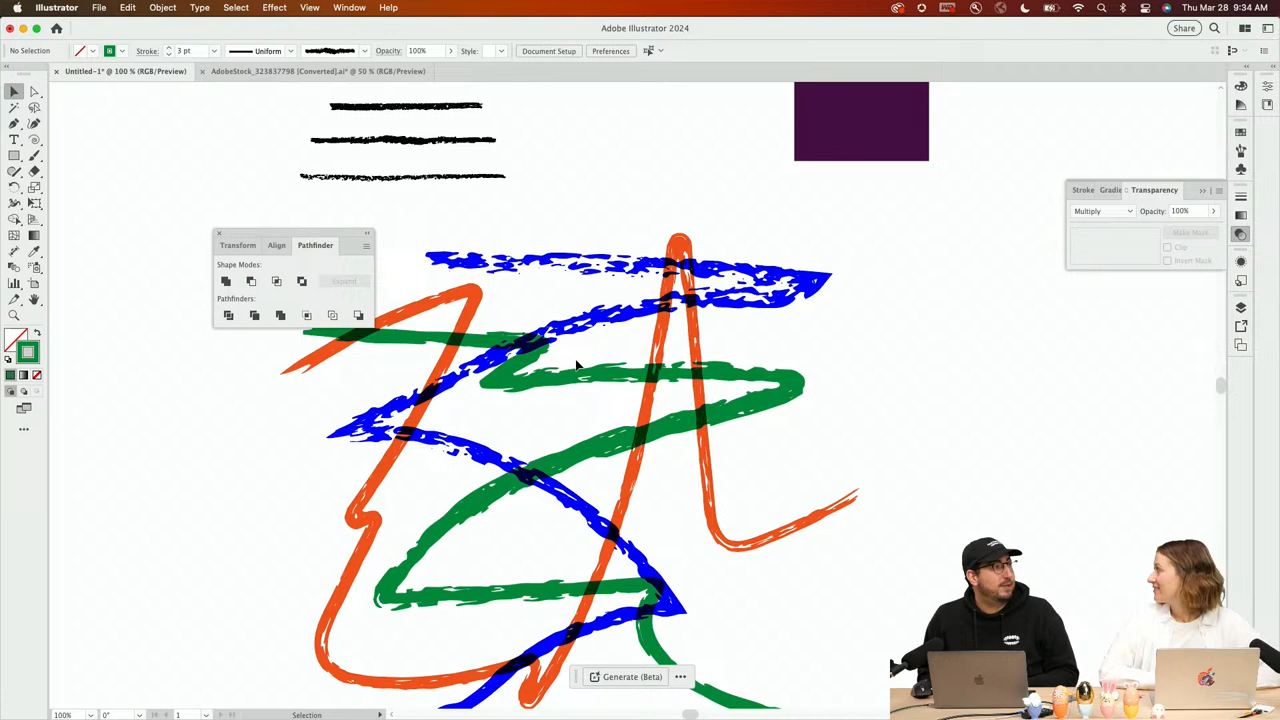 Illustrator File Edit Object Type Select Effect View Window Help Thu Mar 28 9:34 AM
Adobe Illustrator 2024
Share
No Selection Stroke: 3 pt Uniform Opacity: 100% Style: Document Setup Preferences
× Untitled-1* @ 100 % (RGB/Preview) × AdobeStock_323837798 [Converted].ai* @ 50 % (RGB/Preview)
Stroke Gradie Transparency
Multiply Opacity: 100%
Make Mask
Clip
Invert Mask
Transform Align Pathfinder
Shape Modes:
Expand
Pathfinders:
Generate (Beta)
100% 0° 1 Selection